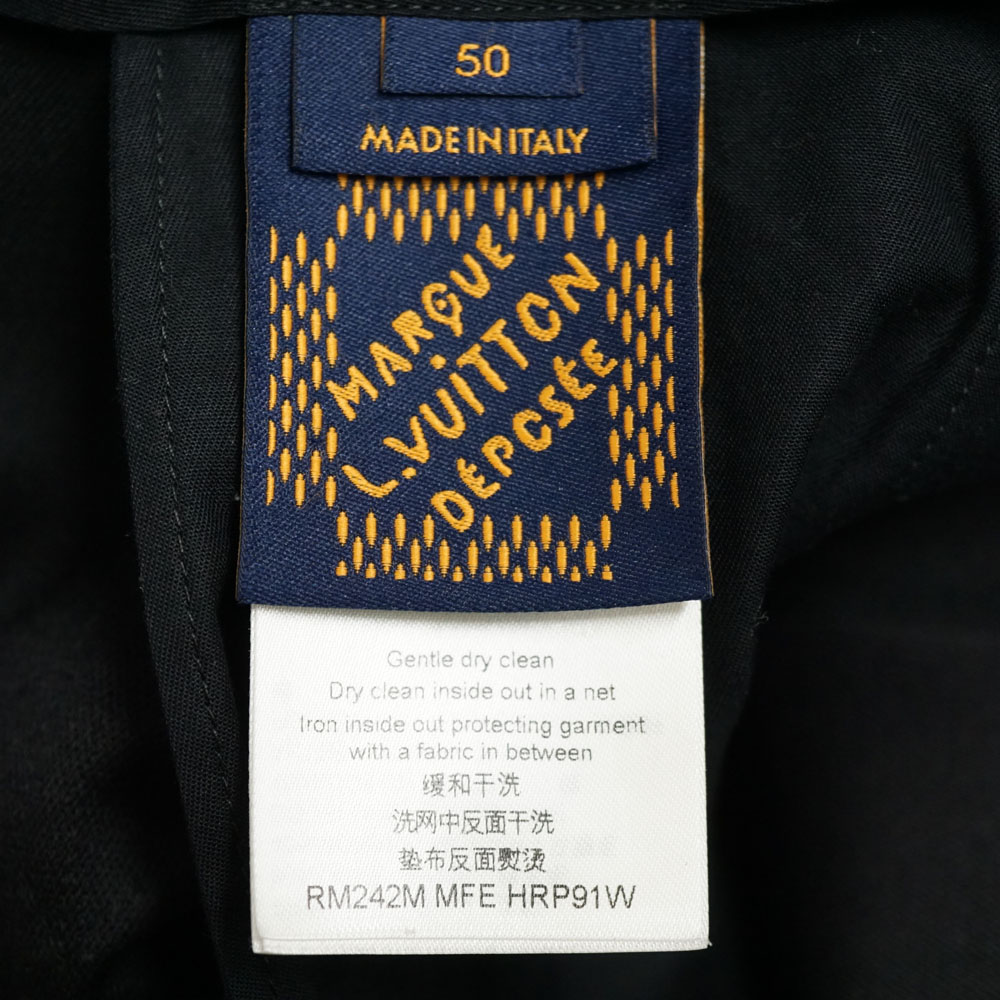 50
MADE IN ITALY
MARQUE
L.VUITTON
DÉPOSÉE
Gentle dry clean
Dry clean inside out in a net
Iron inside out protecting garment
with a fabric in between
缓和干洗
洗网中反面干洗
垫布反面熨烫
RM242M MFE HRP91W